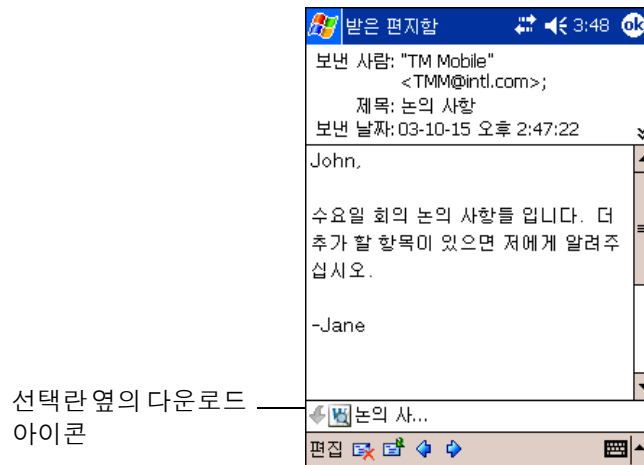 받은 편지함 3:48 ok
보낸 사람: "TM Mobile"
<TMM@intl.com>;
제목: 논의 사항
보낸 날짜: 03-10-15 오후 2:47:22
John,
수요일 회의 논의 사항들 입니다. 더
추가 할 항목이 있으면 저에게 알려주
십시오.
-Jane
선택란 옆의 다운로드
아이콘
논의 사...
편집